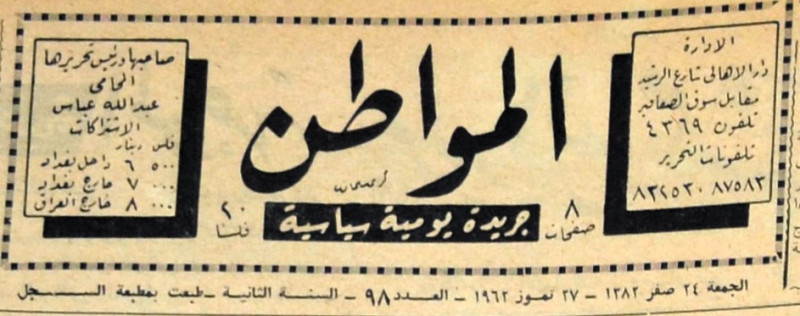 الادارة
دار الاهالي شارع الرشيد
مقابل سوق الصفافير
تلفون ٤٣٦٩
تلفونات التحرير
٨٧٥٨٣ ٨٣٢٥٣٠
المواطن
٨ صفحات
جريدة يومية سياسية
٢٠ فلسا
صاحبها ورئيس تحريرها
المحامي
عبدالله عباس
الاشتراكات
فلس دينار
٥٠٠ ٦ داخل بغداد
٠٠٠ ٧ خارج بغداد
٠٠٠ ٨ خارج العراق
الجمعة ٢٤ صفر ١٣٨٢ – ٢٧ تموز ١٩٦٢ – العدد ٩٨ – السنة الثانية – طبعت بمطبعة السجل